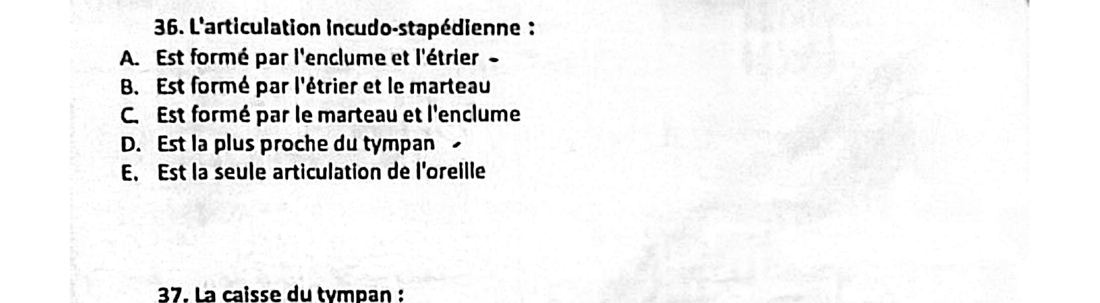 36. L'articulation incudo-stapédienne :
A. Est formé par l'enclume et l'étrier -
B. Est formé par l'étrier et le marteau
C. Est formé par le marteau et l'enclume
D. Est la plus proche du tympan -
E. Est la seule articulation de l'oreille
37. La caisse du tympan :